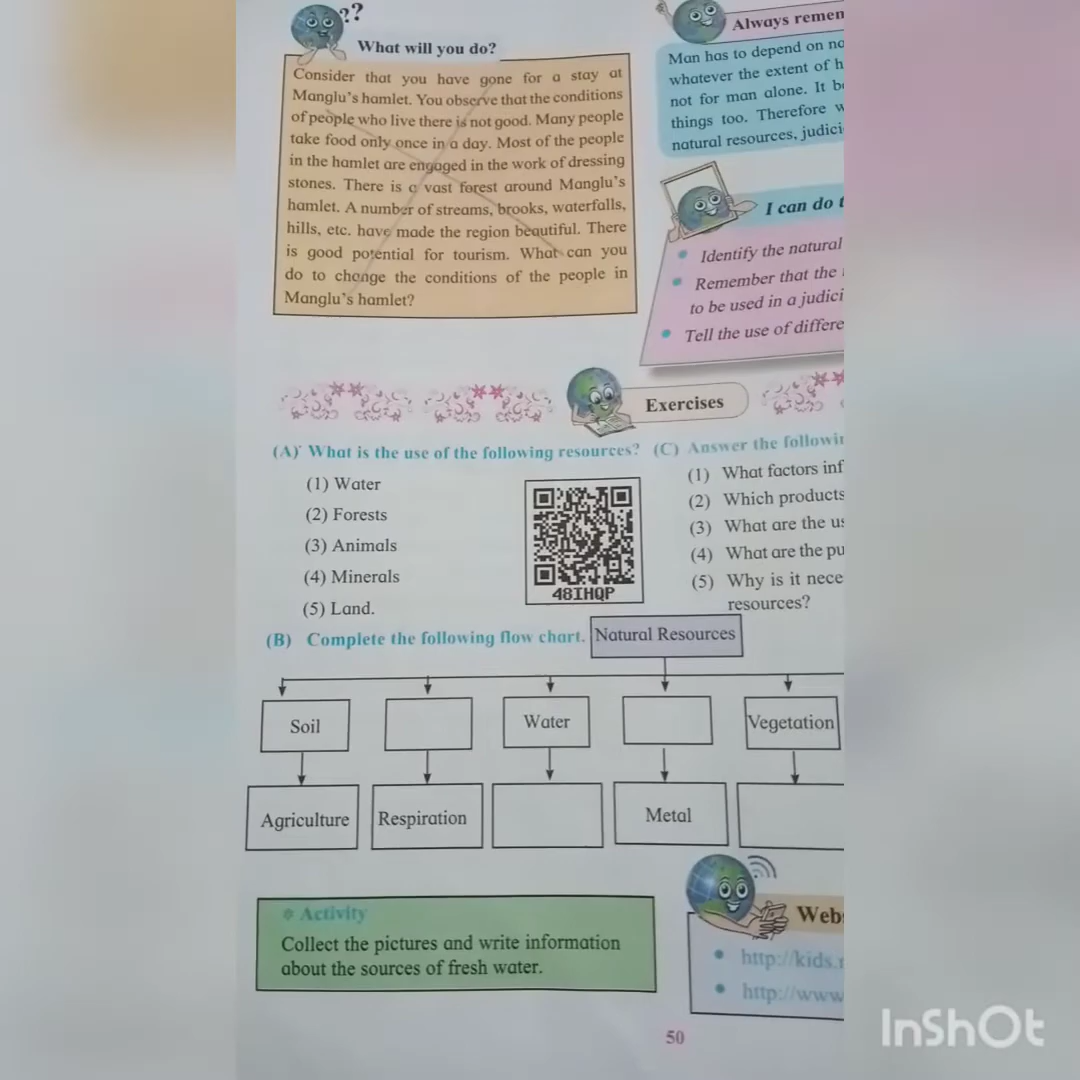 ??
What will you do?
Consider that you have gone for a stay at
Manglu's hamlet. You observe that the conditions
of people who live there is not good. Many people
take food only once in a day. Most of the people
in the hamlet are engaged in the work of dressing
stones. There is a vast forest around Manglu's
hamlet. A number of streams, brooks, waterfalls,
hills, etc. have made the region beautiful. There
is good potential for tourism. What can you
do to change the conditions of the people in
Manglu's hamlet?
Always remem
Man has to depend on na
whatever the extent of h
not for man alone. It be
things too. Therefore w
natural resources, judici
I can do t
• Identify the natural
• Remember that the
to be used in a judici
• Tell the use of differe
Exercises
(A) What is the use of the following resources?
(1) Water
(2) Forests
(3) Animals
(4) Minerals
(5) Land.
48IHQP
(C) Answer the followin
(1) What factors inf
(2) Which products
(3) What are the us
(4) What are the pu
(5) Why is it nece
resources?
(B) Complete the following flow chart.
Natural Resources
Soil
Water
Vegetation
Agriculture
Respiration
Metal
Activity
Collect the pictures and write information
about the sources of fresh water.
Web
• http://kids.
• http://www
50
InShOt